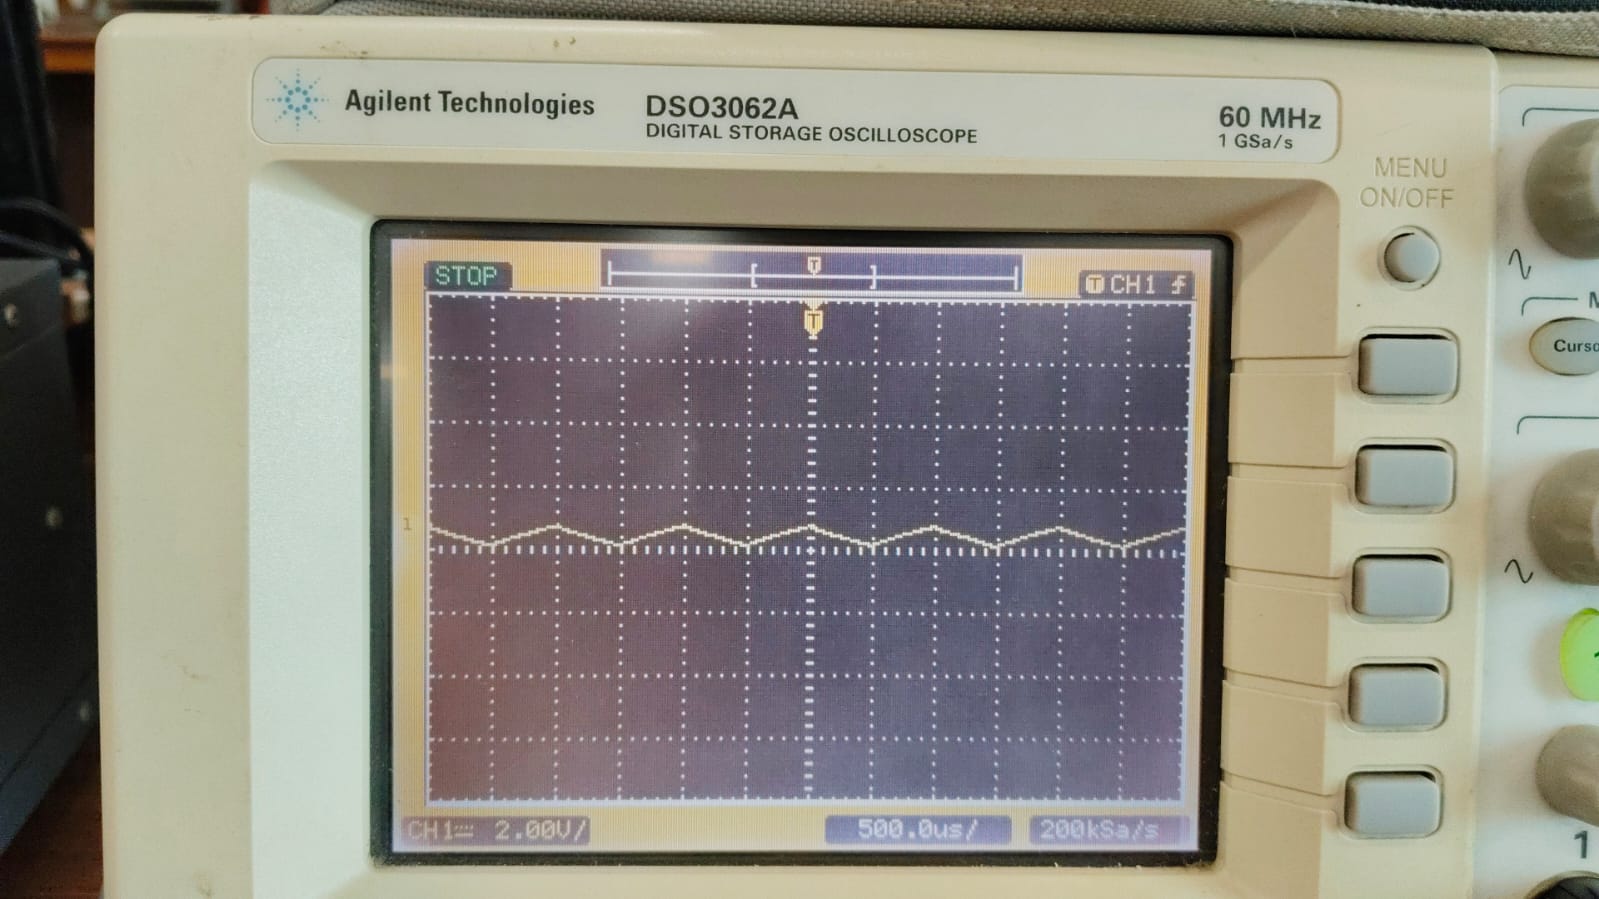 Agilent Technologies
DSO3062A
DIGITAL STORAGE OSCILLOSCOPE
60 MHz
1 GSa/s
MENU
ON/OFF
STOP
T
T CH1
T
1
CH1 2.00V/
500.0us/
200kSa/s
1